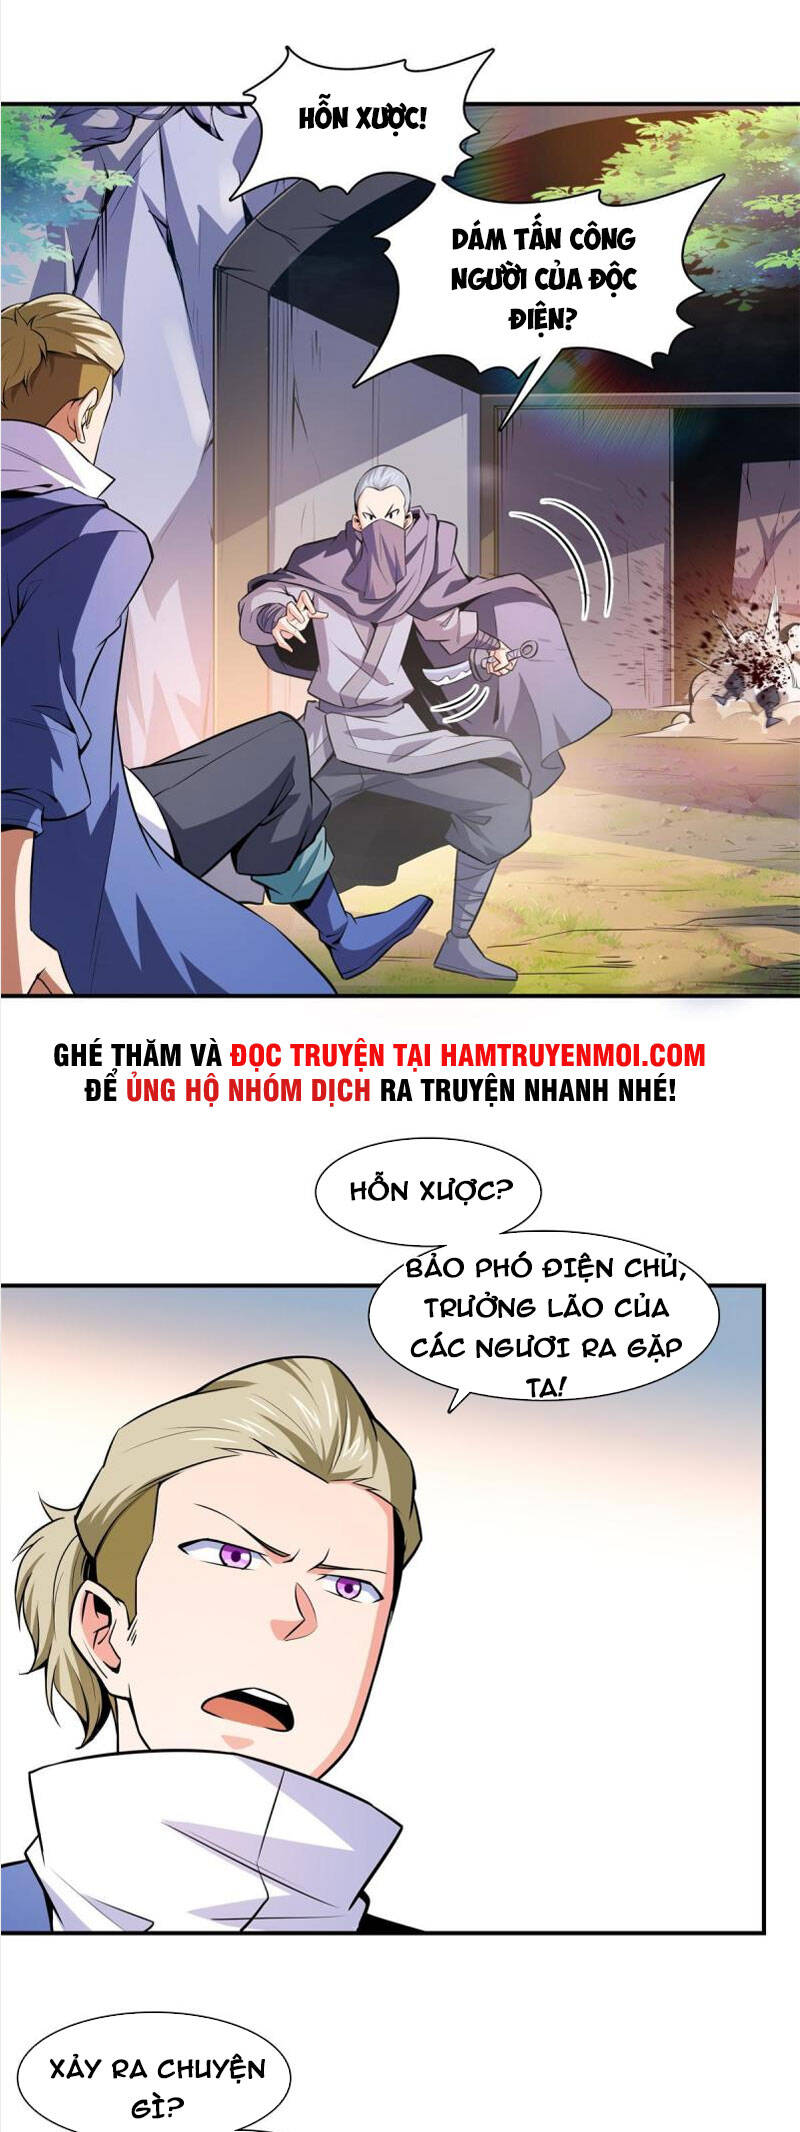 HỖN XƯỢC!
DÁM TẤN CÔNG
NGƯỜI CỦA ĐỘC
ĐIỆN?
GHÉ THĂM VÀ ĐỌC TRUYỆN TẠI HAMTRUYENMOI.COM
ĐỂ ỦNG HỘ NHÓM DỊCH RA TRUYỆN NHANH NHÉ!
HỖN XƯỢC?
BẢO PHÓ ĐIỆN CHỦ,
TRƯỞNG LÃO CỦA
CÁC NGƯƠI RA GẶP
TA!
XẢY RA CHUYỆN
GÌ?